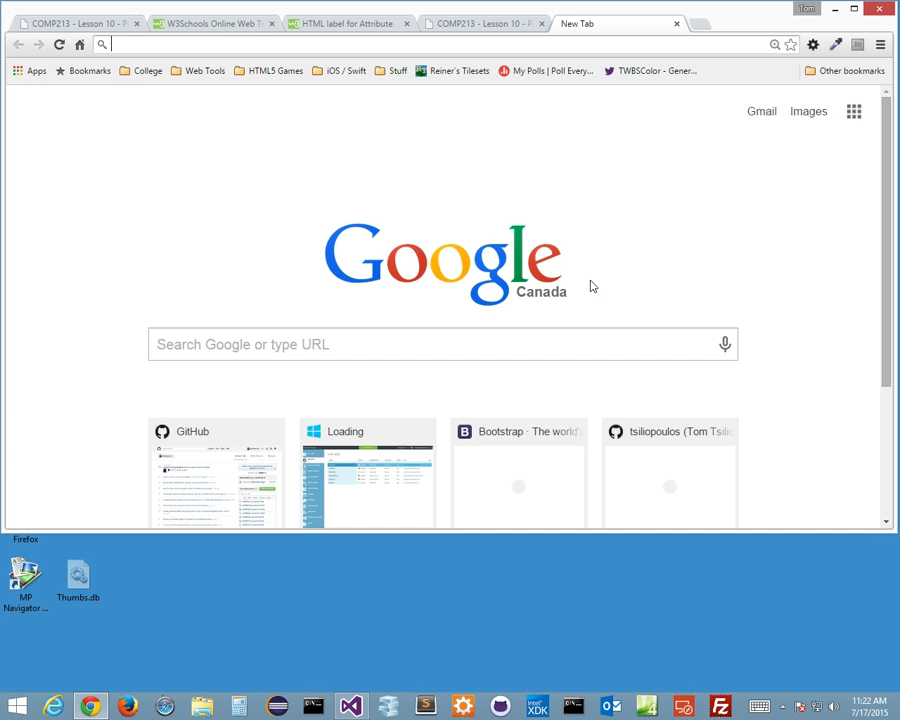 Tom
COMP213 - Lesson 10 - P
W3Schools Online Web T
HTML label for Attribute
COMP213 - Lesson 10 - P
New Tab
Apps
Bookmarks
College
Web Tools
HTML5 Games
iOS / Swift
Stuff
Reiner's Tilesets
My Polls | Poll Every...
TWBSColor - Gener...
Other bookmarks
Gmail
Images
Google
Canada
Search Google or type URL
GitHub
Loading
Bootstrap · The world's
tsiliopoulos (Tom Tsilio
Firefox
MP
Navigator ...
Thumbs.db
11:22 AM
7/17/2015